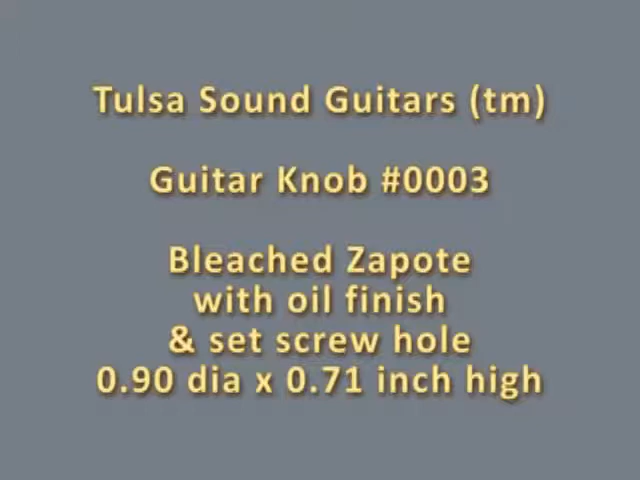 Tulsa Sound Guitars (tm)
Guitar Knob #0003
Bleached Zapote
with oil finish
& set screw hole
0.90 dia x 0.71 inch high